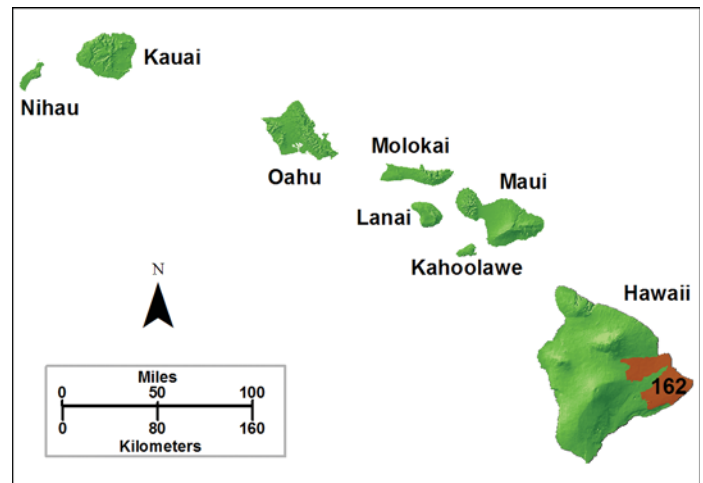 Kauai
Nihau
Oahu
Molokai
Maui
Lanai
Kahoolawe
Hawaii
162
N
Miles
0 50 100
0 80 160
Kilometers